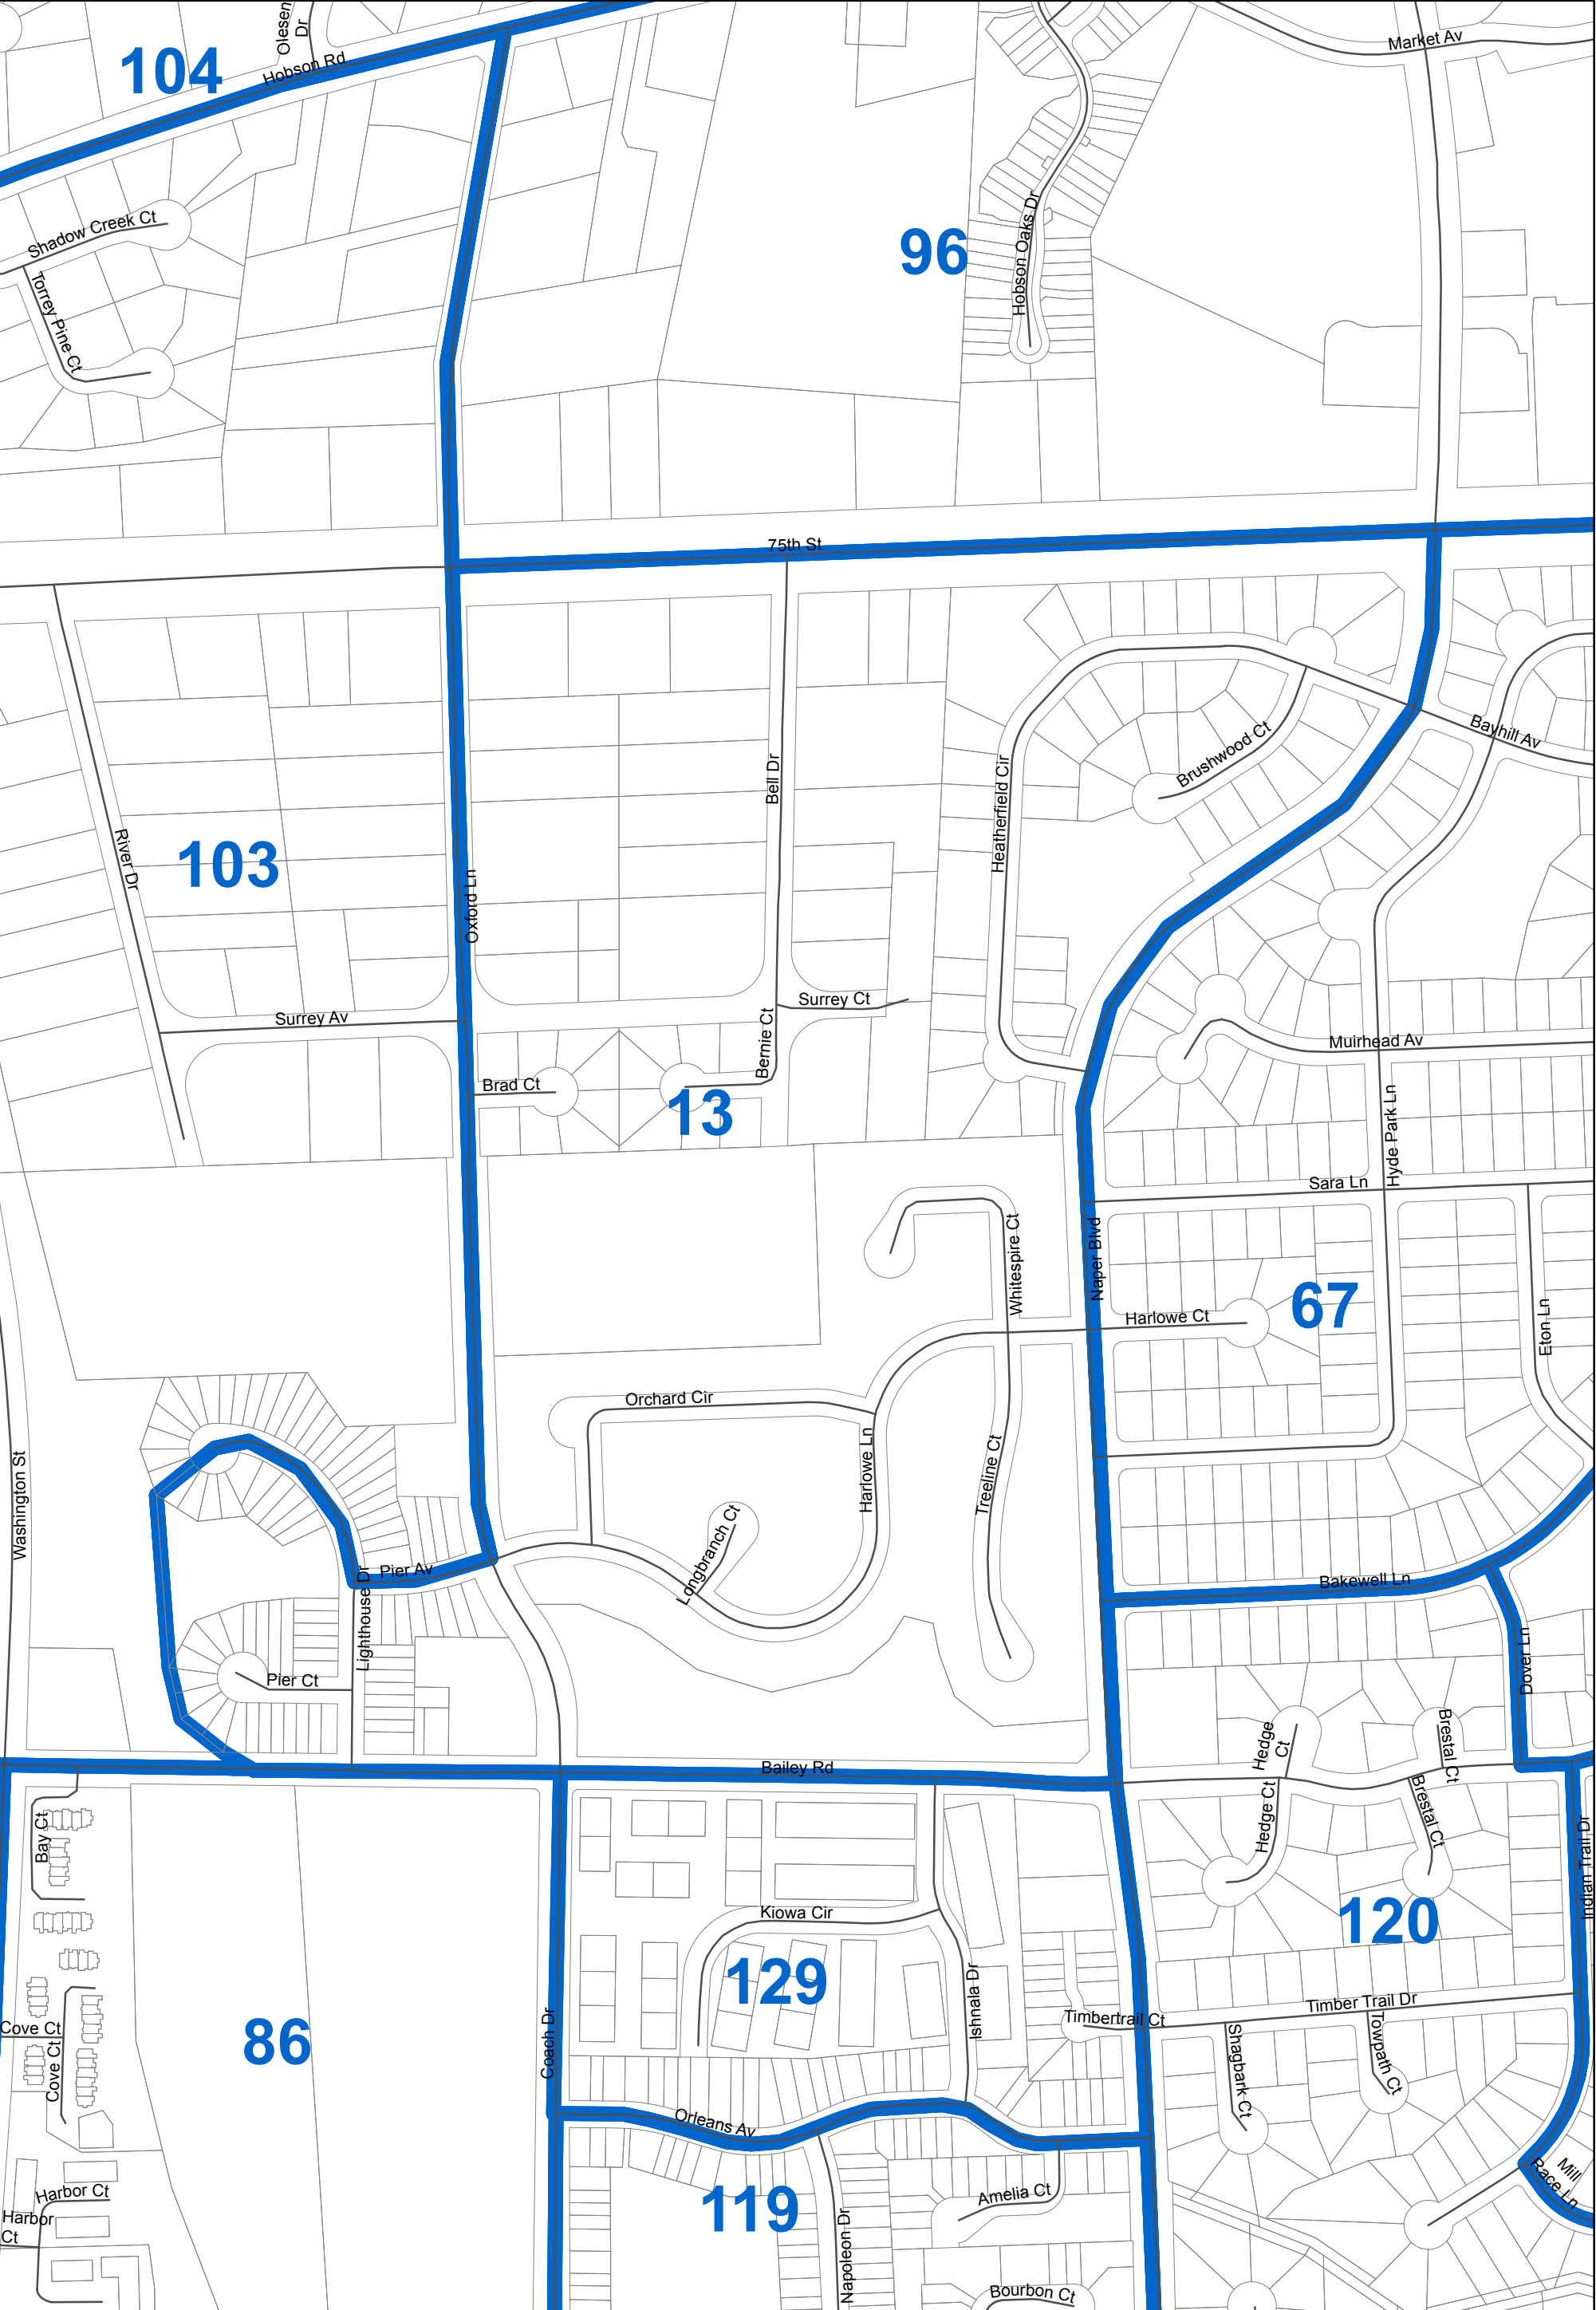 Olesen
Dr
104
Hobson Rd
Market Av
Shadow Creek Ct
Torrey Pine Ct
96
Hobson Oaks Dr
75th St
Bayhill Av
Brushwood Ct
Bell Dr
Heatherfield Cir
River Dr
103
Oxford Ln
Surrey Av
Surrey Ct
Bernie Ct
Muirhead Av
Brad Ct
13
Hyde Park Ln
Sara Ln
Whitespire Ct
Naper Blvd
67
Harlowe Ct
Eton Ln
Orchard Cir
Harlowe Ln
Treeline Ct
Washington St
Longbranch Ct
Pier Av
Lighthouse Dr
Bakewell Ln
Dover Ln
Pier Ct
Hedge
Ct
Brestal Ct
Bailey Rd
Bay Ct
Hedge Ct
Brestal Ct
Indian Trail Dr
Kiowa Cir
120
129
Ishnala Dr
Timber Trail Dr
Timbertrail Ct
Cove Ct
86
Coach Dr
Cove Ct
Shagbark Ct
Towpath Ct
Orleans Av
Mill
Race Ln
Harbor Ct
Harbor
Ct
119
Amelia Ct
Napoleon Dr
Bourbon Ct